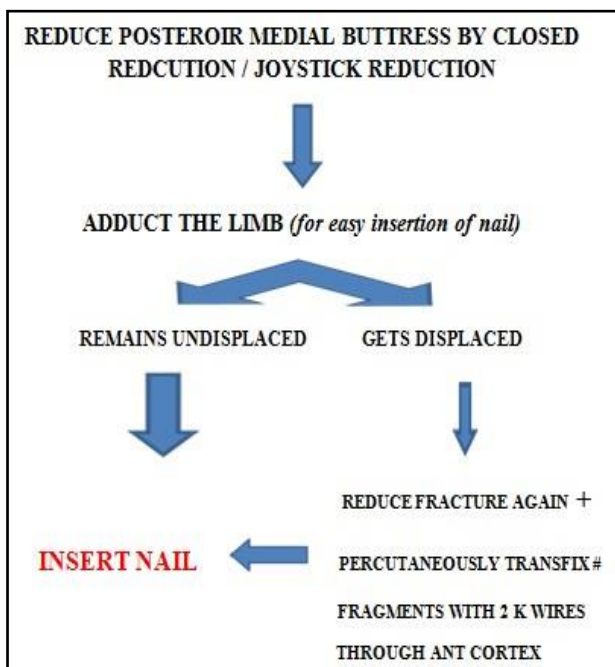 REDUCE POSTEROIR MEDIAL BUTTRESS BY CLOSED
REDCUTION / JOYSTICK REDUCTION
ADDUCT THE LIMB (for easy insertion of nail)
REMAINS UNDISPLACED
GETS DISPLACED
REDUCE FRACTURE AGAIN +
PERCUTANEOUSLY TRANSFIX #
FRAGMENTS WITH 2 K WIRES
THROUGH ANT CORTEX
INSERT NAIL